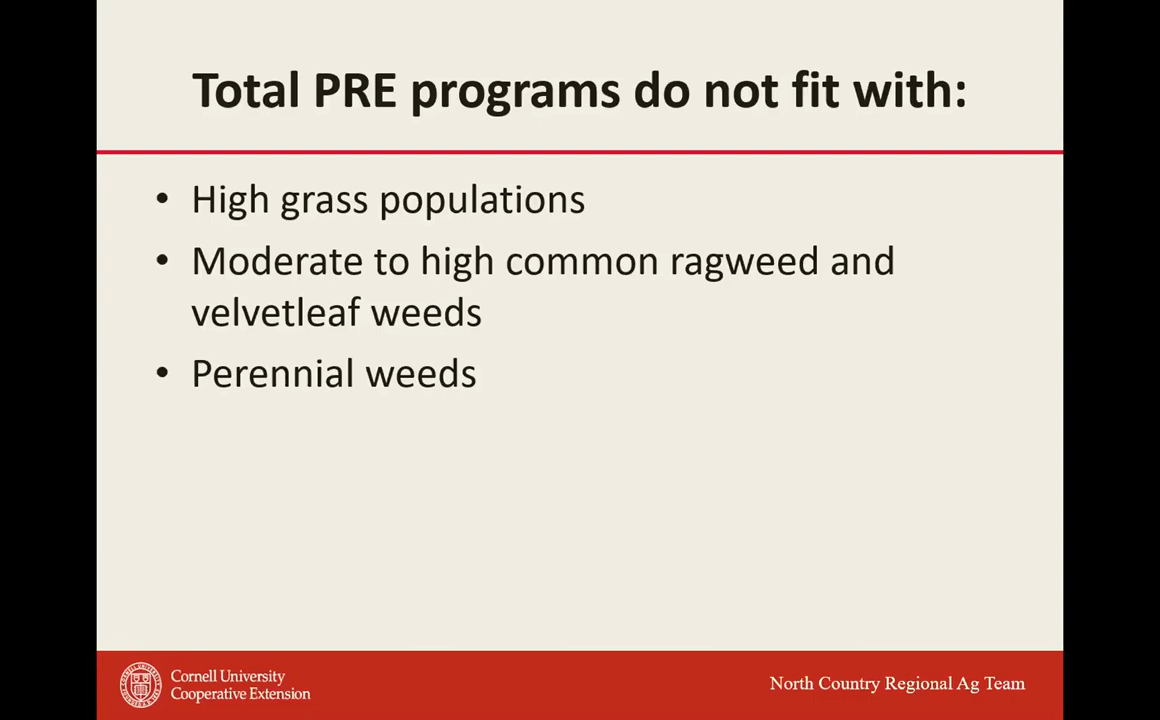 Total PRE programs do not fit with:
• High grass populations
• Moderate to high common ragweed and
velvetleaf weeds
• Perennial weeds
Cornell University
Cooperative Extension
North Country Regional Ag Team